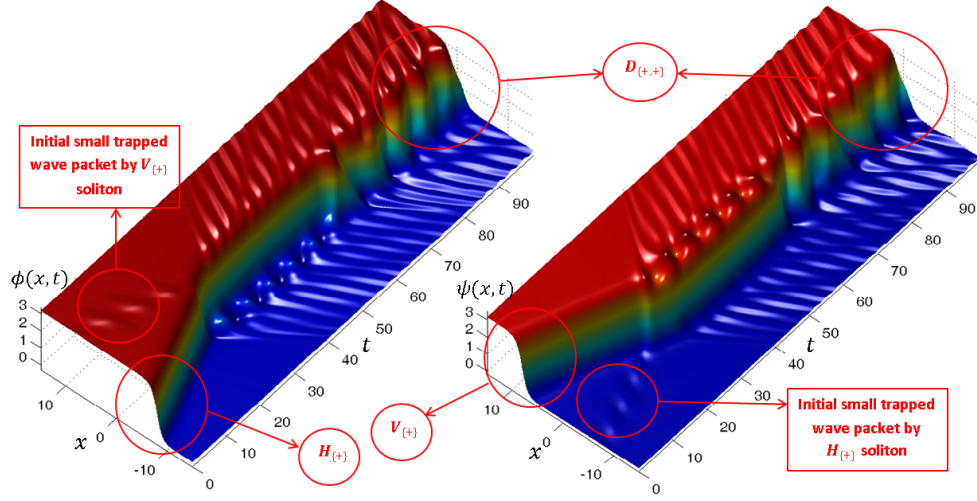 D(+,+)
Initial small trapped
wave packet by V(+)
soliton
ϕ(x,t)
3
2
1
0
10
0
-10
x
0
10
20
30
40
50
60
70
80
90
t
H(+)
ψ(x,t)
3
2
1
0
10
0
-10
x
0
10
20
30
40
50
60
70
80
90
t
V(+)
Initial small trapped
wave packet by
H(+) soliton